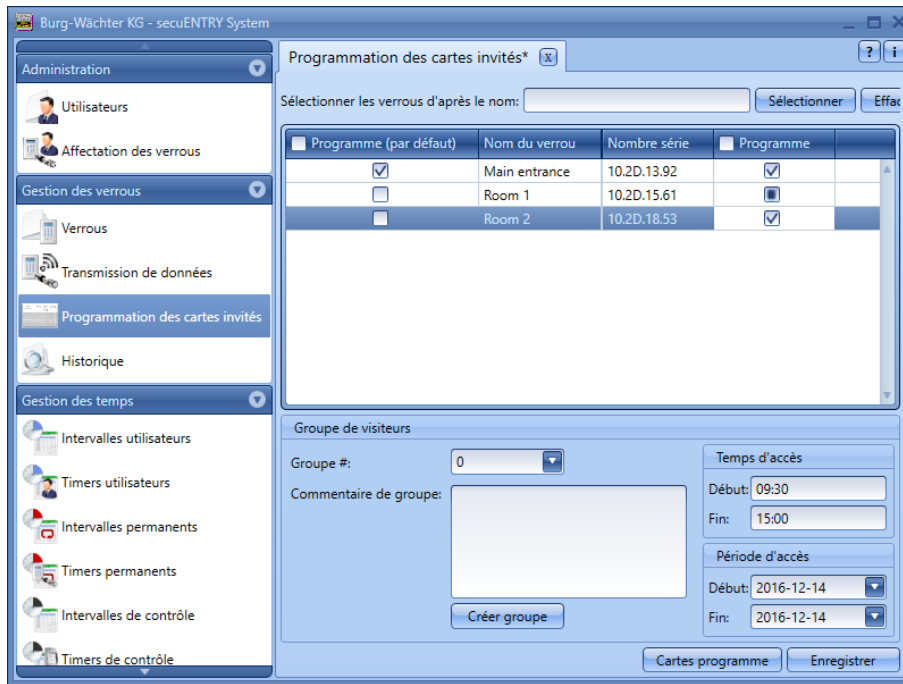 Burg-Wächter KG - secuENTRY System
Administration
Utilisateurs
Affectation des verrous
Gestion des verrous
Verrous
Transmission de données
Programmation des cartes invités
Historique
Gestion des temps
Intervalles utilisateurs
Timers utilisateurs
Intervalles permanents
Timers permanents
Intervalles de contrôle
Timers de contrôle
Programmation des cartes invités* x
? i
Sélectionner les verrous d'après le nom: Sélectionner Effac
Programme (par défaut) Nom du verrou Nombre série Programme
Main entrance 10.2D.13.92
Room 1 10.2D.15.61
Room 2 10.2D.18.53
Groupe de visiteurs
Groupe #: 0
Commentaire de groupe:
Créer groupe
Temps d'accès
Début: 09:30
Fin: 15:00
Période d'accès
Début: 2016-12-14
Fin: 2016-12-14
Cartes programme Enregistrer